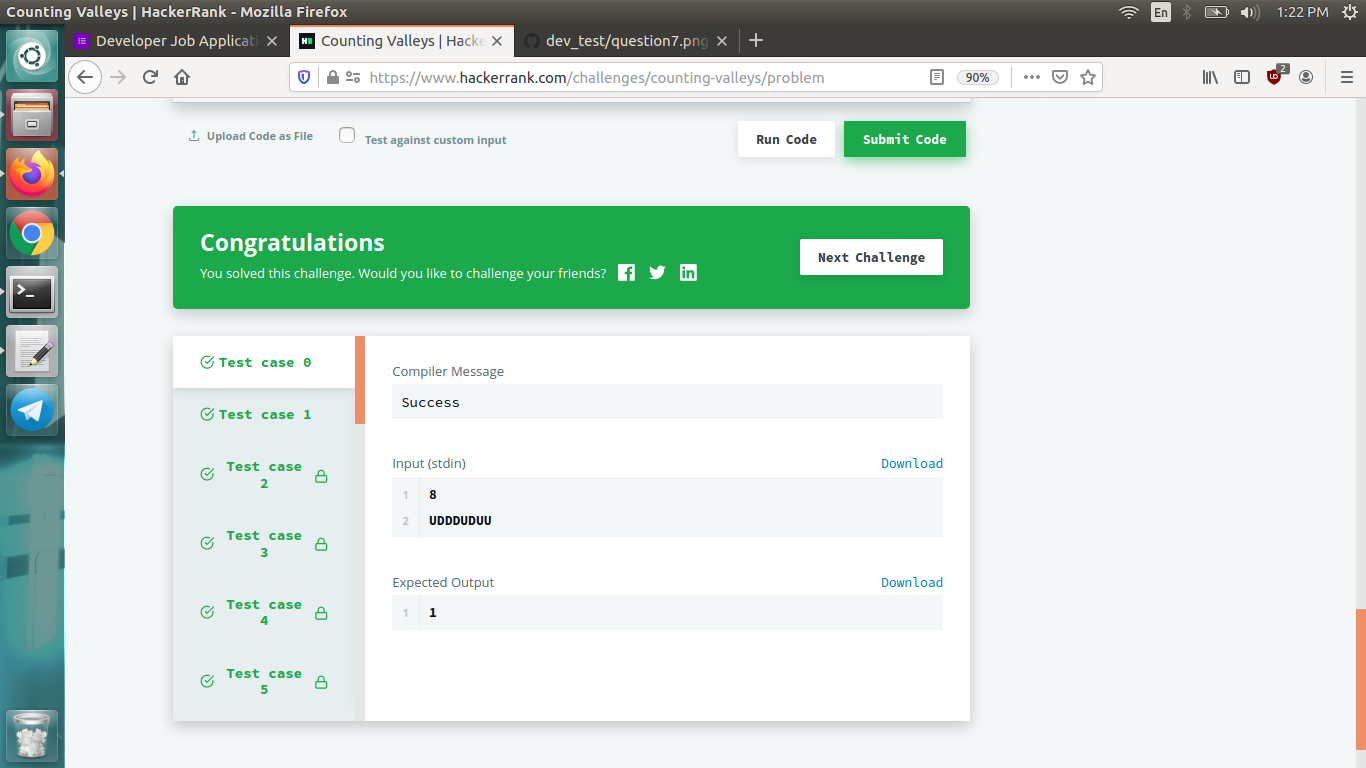 Counting Valleys | HackerRank - Mozilla Firefox
En
1:22 PM
Developer Job Applicati
Counting Valleys | Hacke
dev_test/question7.png
https://www.hackerrank.com/challenges/counting-valleys/problem
90%
2
Upload Code as File
Test against custom input
Run Code
Submit Code
Congratulations
You solved this challenge. Would you like to challenge your friends?
Next Challenge
Test case 0
Test case 1
Test case
2
Test case
3
Test case
4
Test case
5
Compiler Message
Success
Input (stdin)
Download
1 8
2 UDDDUDUU
Expected Output
Download
1 1